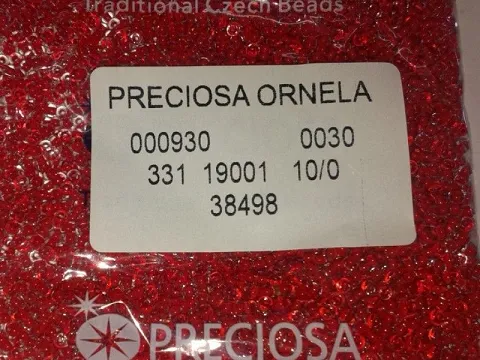 Traditional Czech Beads
PRECIOSA ORNELA
000930 0030
331 19001 10/0
38498
PRECIOSA